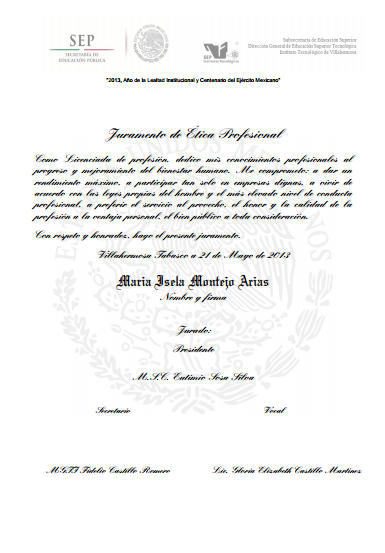 SEP
SECRETARÍA DE
EDUCACIÓN PÚBLICA
SEP
Subsecretaría de Educación Superior
Dirección General de Educación Superior Tecnológica
Instituto Tecnológico de Villahermosa
"2013, Año de la Lealtad Institucional y Centenario del Ejército Mexicano"
Juramento de Ética Profesional
Como Licenciada de profesión, dedico mis conocimientos profesionales al
progreso y mejoramiento del bienestar humano. Me comprometo: a dar un
rendimiento máximo, a participar tan solo en empresas dignas, a vivir de
acuerdo con las leyes propias del hombre y el más elevado nivel de conducta
profesional, a preferir el servicio al provecho, el honor y la calidad de la
profesión a la ventaja personal, el bien público a toda consideración.
Con respeto y honradez, hago el presente juramento.
Villahermosa Tabasco a 21 de Mayo de 2013
Maria Isela Montejo Arias
Nombre y firma
Jurado:
Presidente
M.S.C. Eutimio Sosa Silva
Secretario Vocal
MGTI Fidelio Castillo Romero Lic. Gloria Elizabeth Castillo Martínez